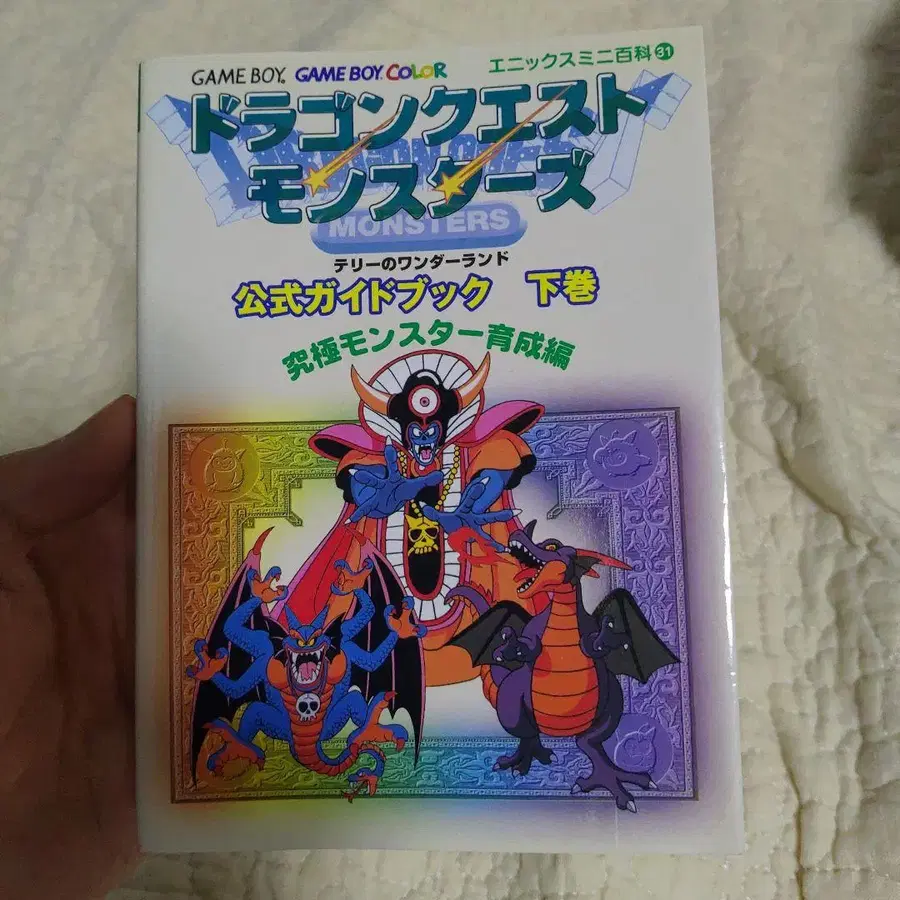 GAME BOY GAME BOY COLOR エニックスミニ百科31
ドラゴンクエスト
モンスターズ
MONSTERS
テリーのワンダーランド
公式ガイドブック 下巻
究極モンスター育成編